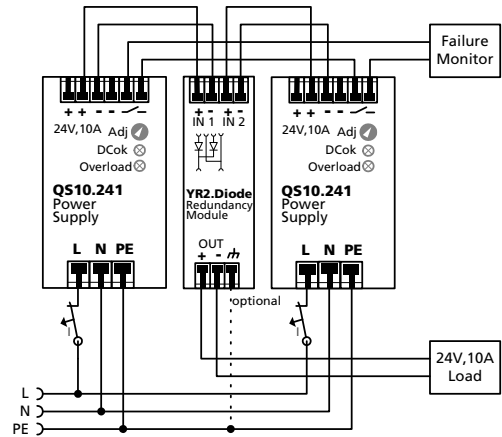 Failure
Monitor
+ + - -
24V,10A
Adj
DCok
Overload
QS10.241
Power
Supply
L N PE
+ - + -
IN 1 IN 2
YR2.Diode
Redundancy
Module
OUT
+ -
optional
+ + - -
24V,10A
Adj
DCok
Overload
QS10.241
Power
Supply
L N PE
I
I
24V,10A
Load
L
N
PE